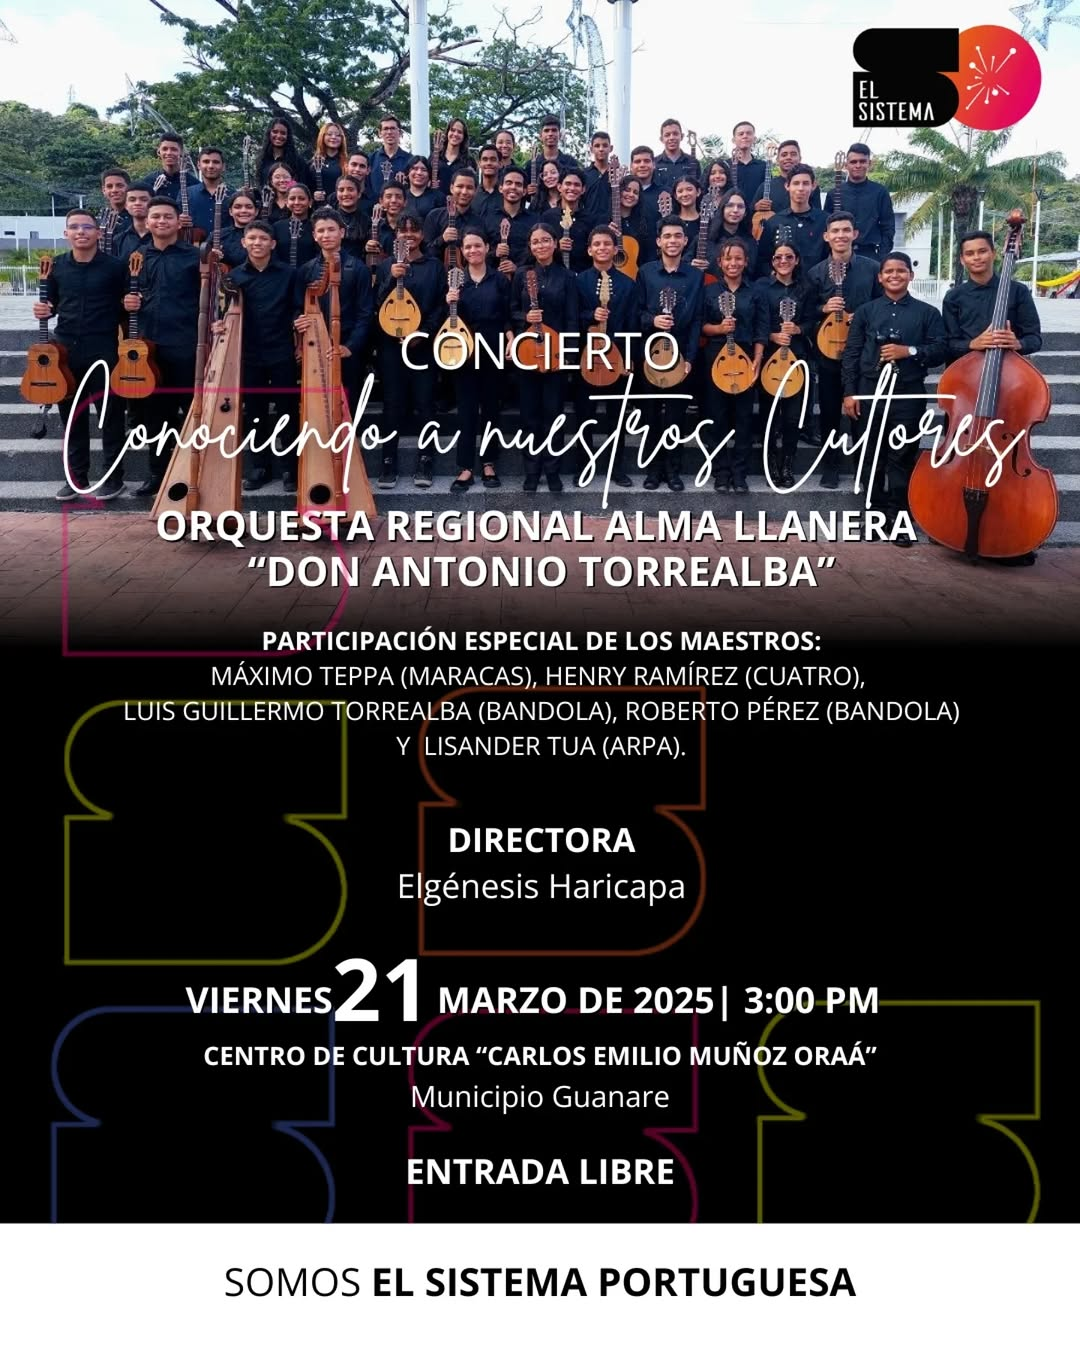 EL
SISTEMA
CONCIERTO
Conociendo a nuestros Cultores
ORQUESTA REGIONAL ALMA LLANERA
“DON ANTONIO TORREALBA”
PARTICIPACIÓN ESPECIAL DE LOS MAESTROS:
MÁXIMO TEPPA (MARACAS), HENRY RAMÍREZ (CUATRO),
LUIS GUILLERMO TORREALBA (BANDOLA), ROBERTO PÉREZ (BANDOLA)
Y LISANDER TUA (ARPA).
DIRECTORA
Elgénesis Haricapa
VIERNES 21 MARZO DE 2025| 3:00 PM
CENTRO DE CULTURA “CARLOS EMILIO MUÑOZ ORAÁ”
Municipio Guanare
ENTRADA LIBRE
SOMOS EL SISTEMA PORTUGUESA